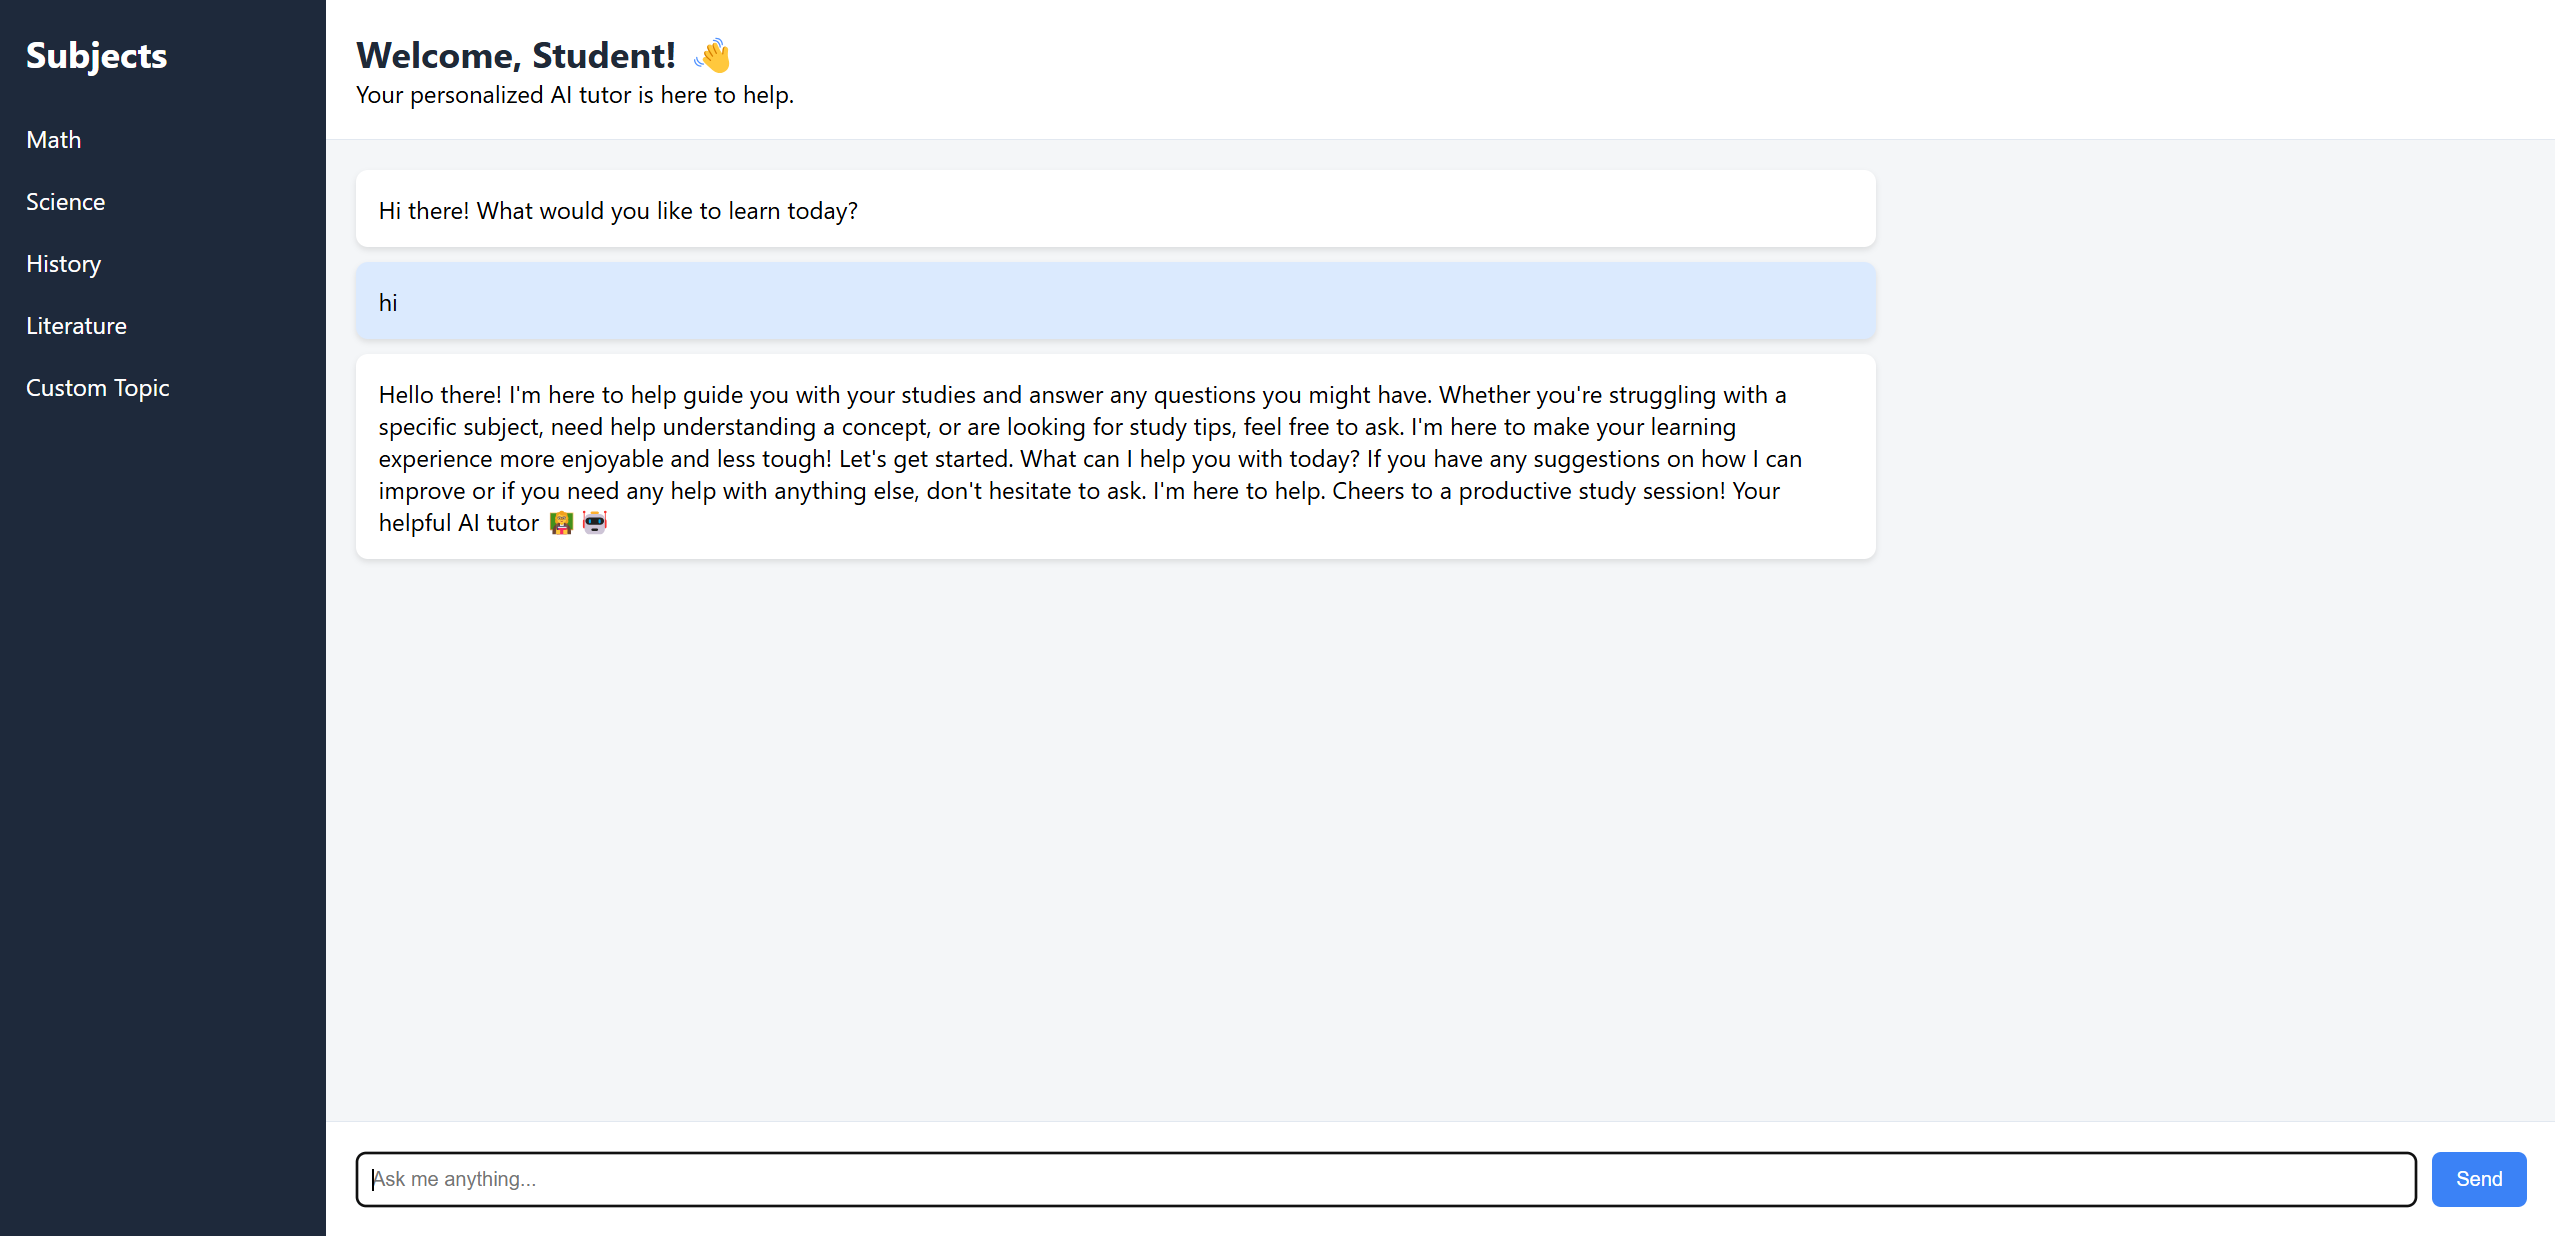 Subjects
Math
Science
History
Literature
Custom Topic
Welcome, Student! 👋
Your personalized AI tutor is here to help.
Hi there! What would you like to learn today?
hi
Hello there! I'm here to help guide you with your studies and answer any questions you might have. Whether you're struggling with a
specific subject, need help understanding a concept, or are looking for study tips, feel free to ask. I'm here to make your learning
experience more enjoyable and less tough! Let's get started. What can I help you with today? If you have any suggestions on how I can
improve or if you need any help with anything else, don't hesitate to ask. I'm here to help. Cheers to a productive study session! Your
helpful AI tutor 👩‍🏫 🤖
Ask me anything...
Send